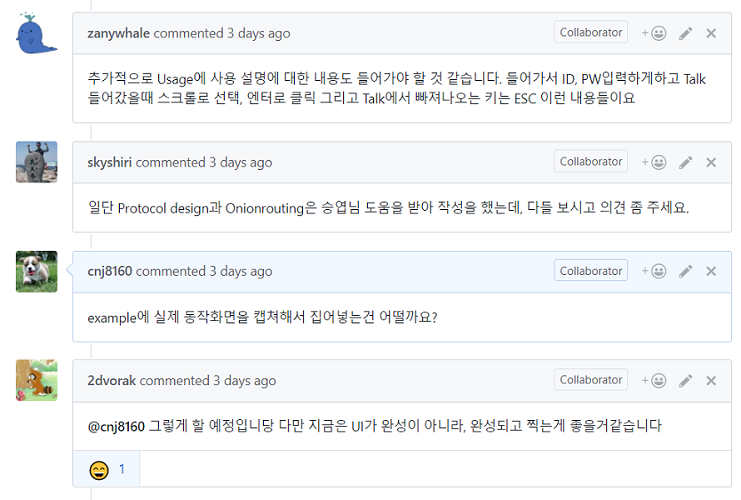 zanywhale commented 3 days ago Collaborator
추가적으로 Usage에 사용 설명에 대한 내용도 들어가야 할 것 같습니다. 들어가서 ID, PW입력하게하고 Talk
들어갔을때 스크롤로 선택, 엔터로 클릭 그리고 Talk에서 빠져나오는 키는 ESC 이런 내용들이요
skyshiri commented 3 days ago Collaborator
일단 Protocol design과 Onionrouting은 승엽님 도움을 받아 작성을 했는데, 다들 보시고 의견 좀 주세요.
cnj8160 commented 3 days ago Collaborator
example에 실제 동작화면을 캡쳐해서 집어넣는건 어떨까요?
2dvorak commented 3 days ago Collaborator
@cnj8160 그렇게 할 예정입니당 다만 지금은 UI가 완성이 아니라, 완성되고 찍는게 좋을거같습니다
1